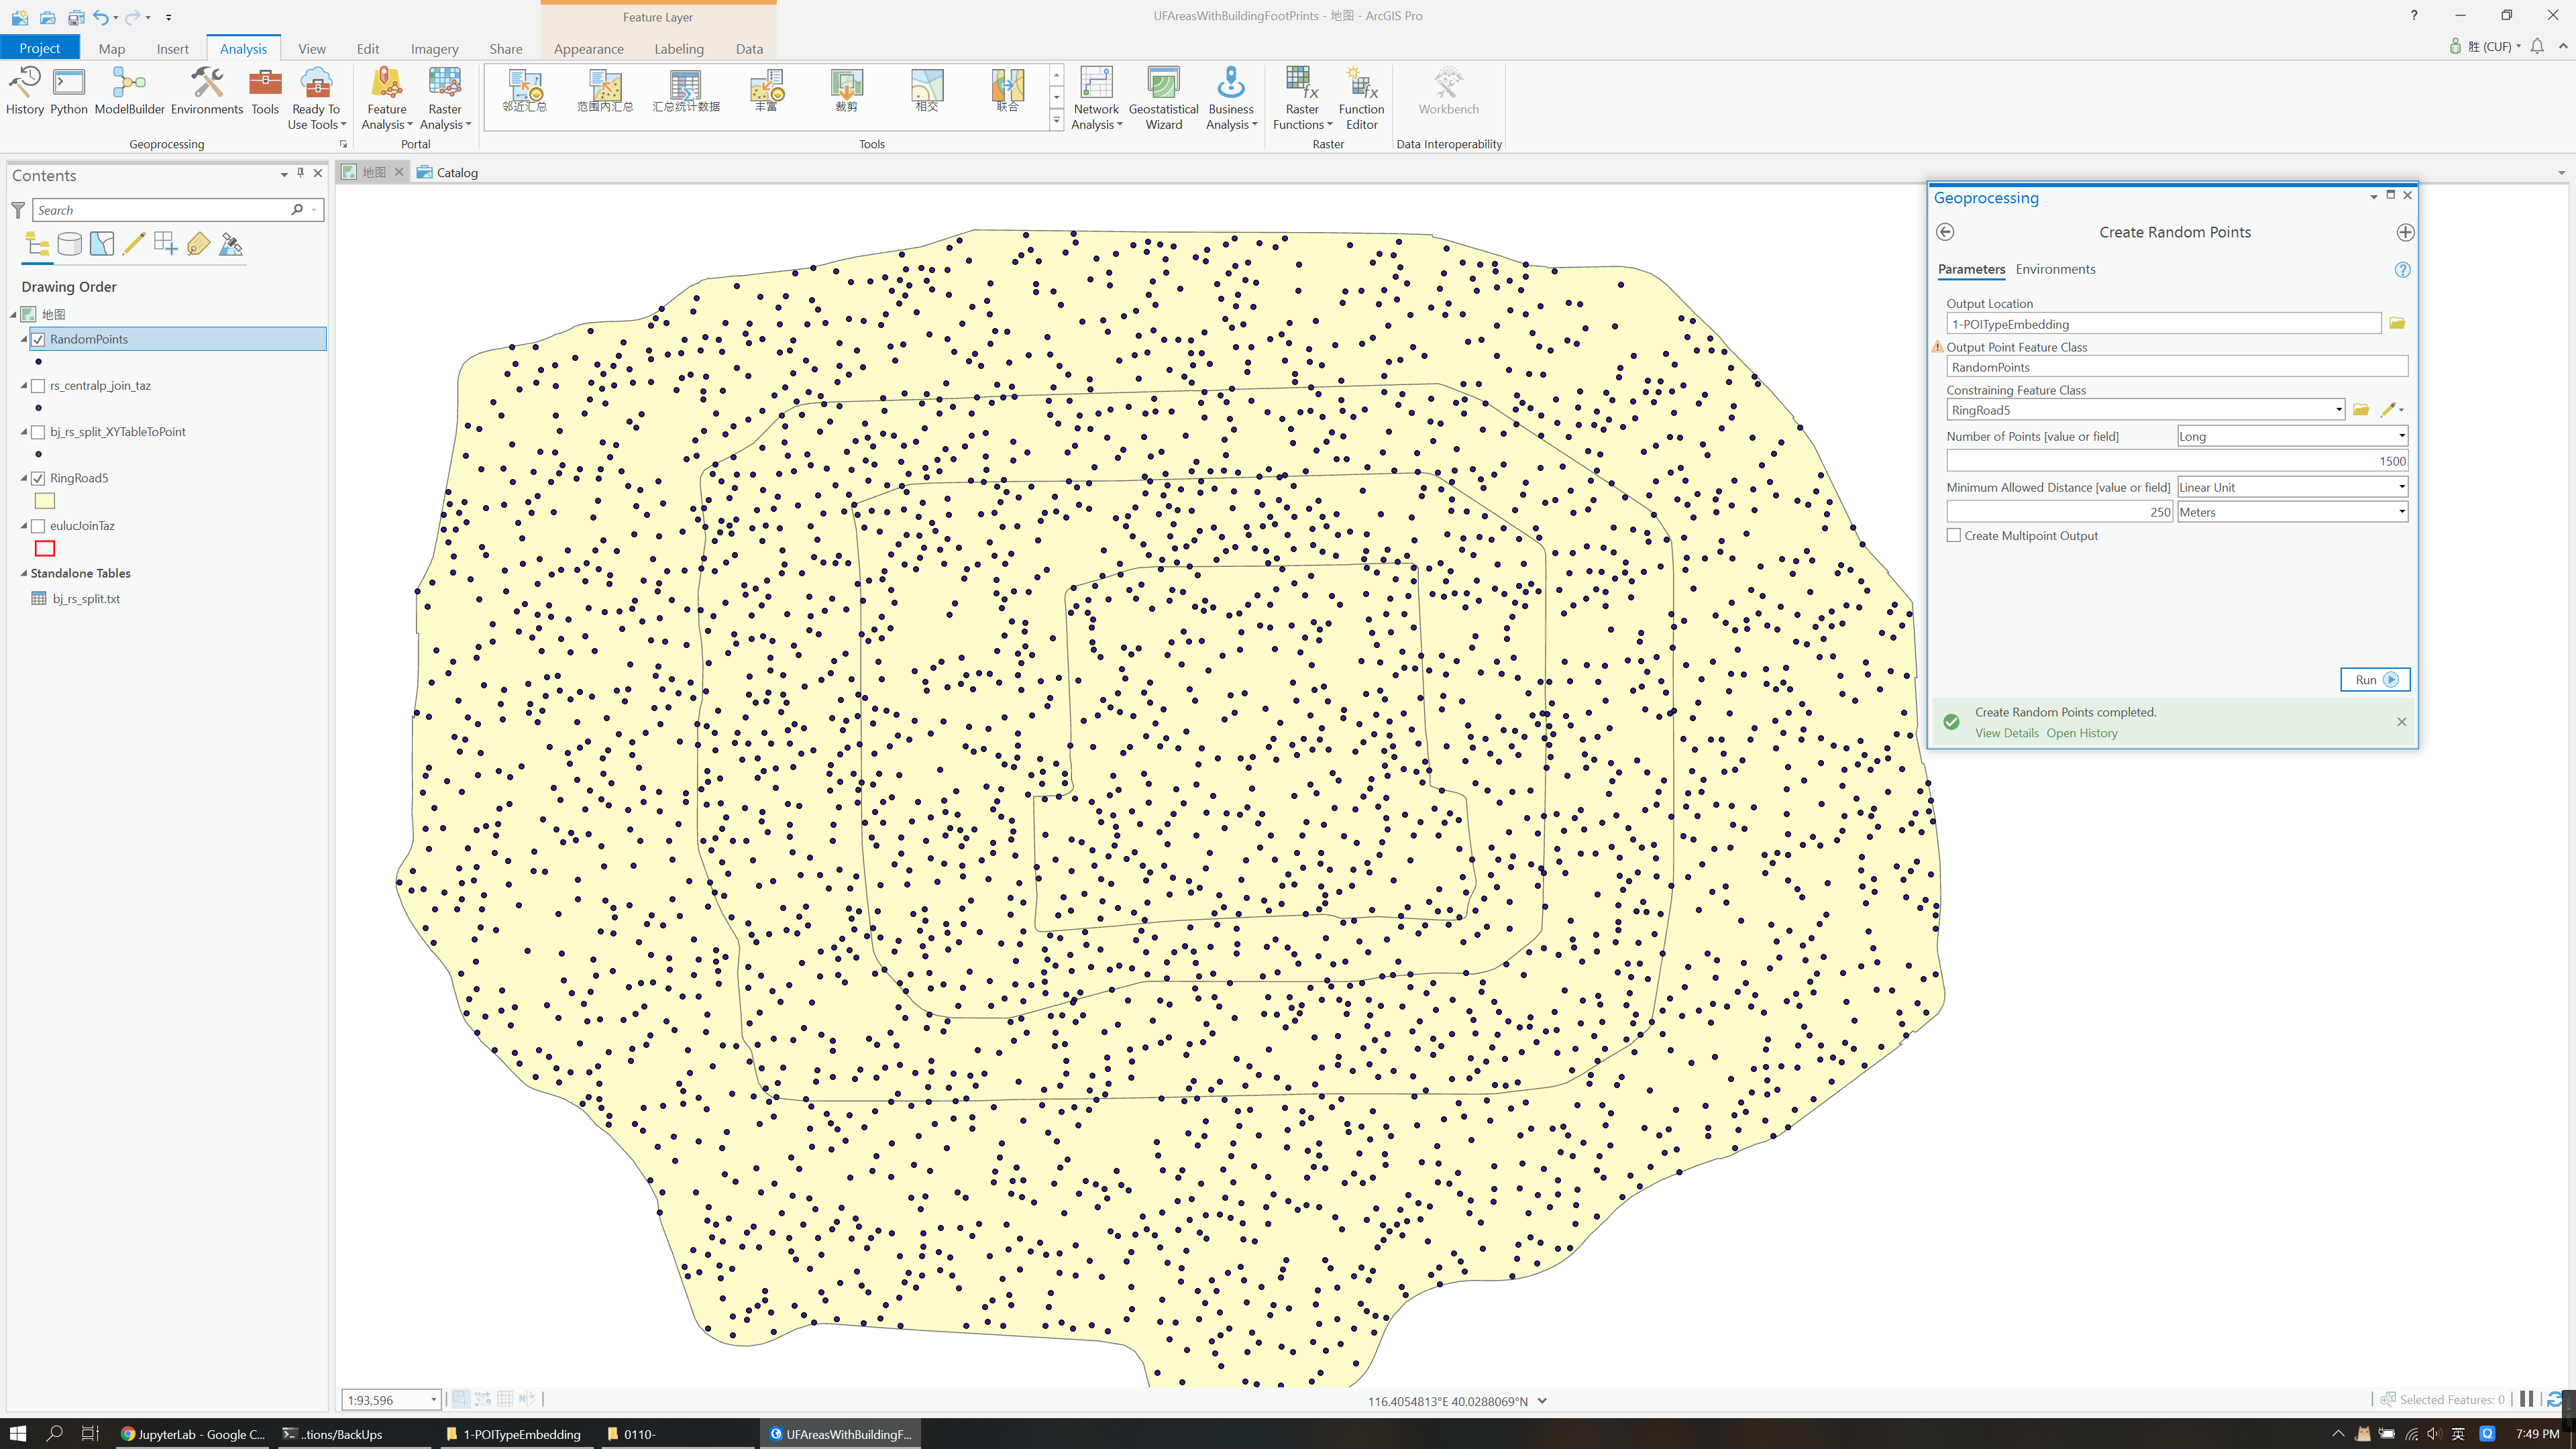 Feature Layer
UFAreasWithBuildingFootPrints - 地图 - ArcGIS Pro
?
Project Map Insert Analysis View Edit Imagery Share Appearance Labeling Data
胜 (CUF)
History Python ModelBuilder Environments Tools Ready To Use Tools
Geoprocessing
Feature Analysis Raster Analysis
Portal
邻近汇总 范围内汇总 汇总统计数据 丰富 裁剪 相交 联合
Tools
Network Analysis Geostatistical Wizard Business Analysis
Raster Functions Function Editor
Raster
Workbench
Data Interoperability
Contents
Search
Drawing Order
地图
RandomPoints
rs_centralp_join_taz
bj_rs_split_XYTableToPoint
RingRoad5
eulucJoinTaz
Standalone Tables
bj_rs_split.txt
地图 Catalog
Geoprocessing
Create Random Points
Parameters Environments
Output Location
1-POITypeEmbedding
Output Point Feature Class
RandomPoints
Constraining Feature Class
RingRoad5
Number of Points [value or field] Long
1500
Minimum Allowed Distance [value or field] Linear Unit
250 Meters
Create Multipoint Output
Run
Create Random Points completed.
View Details Open History
1:93,596
116.4054813°E 40.0288069°N
Selected Features: 0
JupyterLab - Google C...
..tions/BackUps
1-POITypeEmbedding
0110-
UFAreasWithBuildingF...
英
7:49 PM